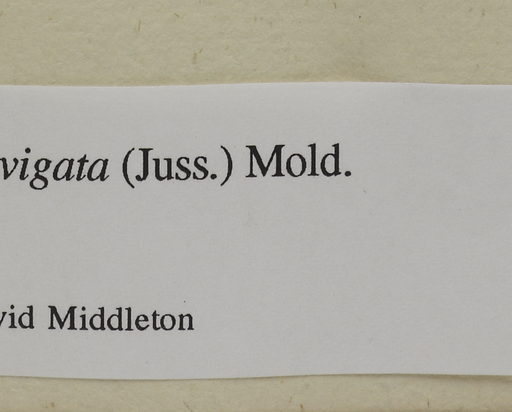 vigata (Juss.) Mold.
vid Middleton